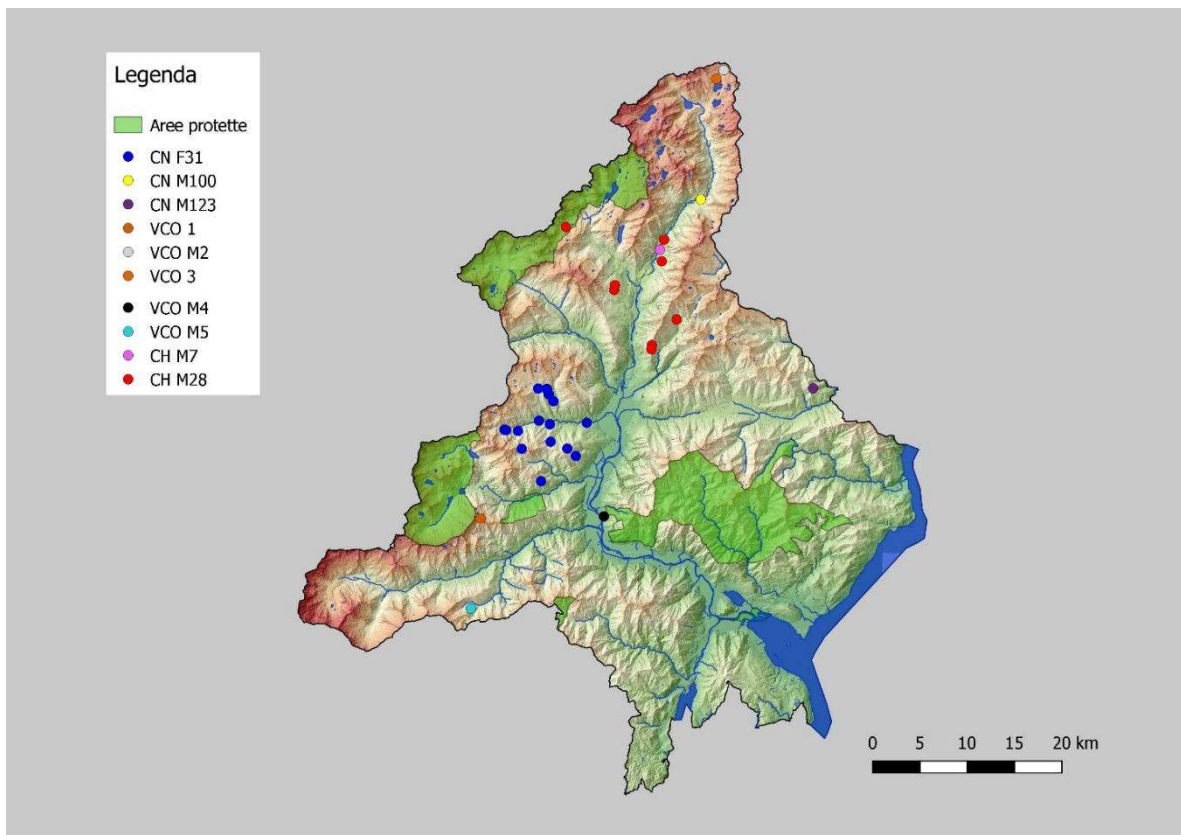 Legenda
Aree protette
CN F31
CN M100
CN M123
VCO 1
VCO M2
VCO 3
VCO M4
VCO M5
CH M7
CH M28
0 5 10 15 20 km